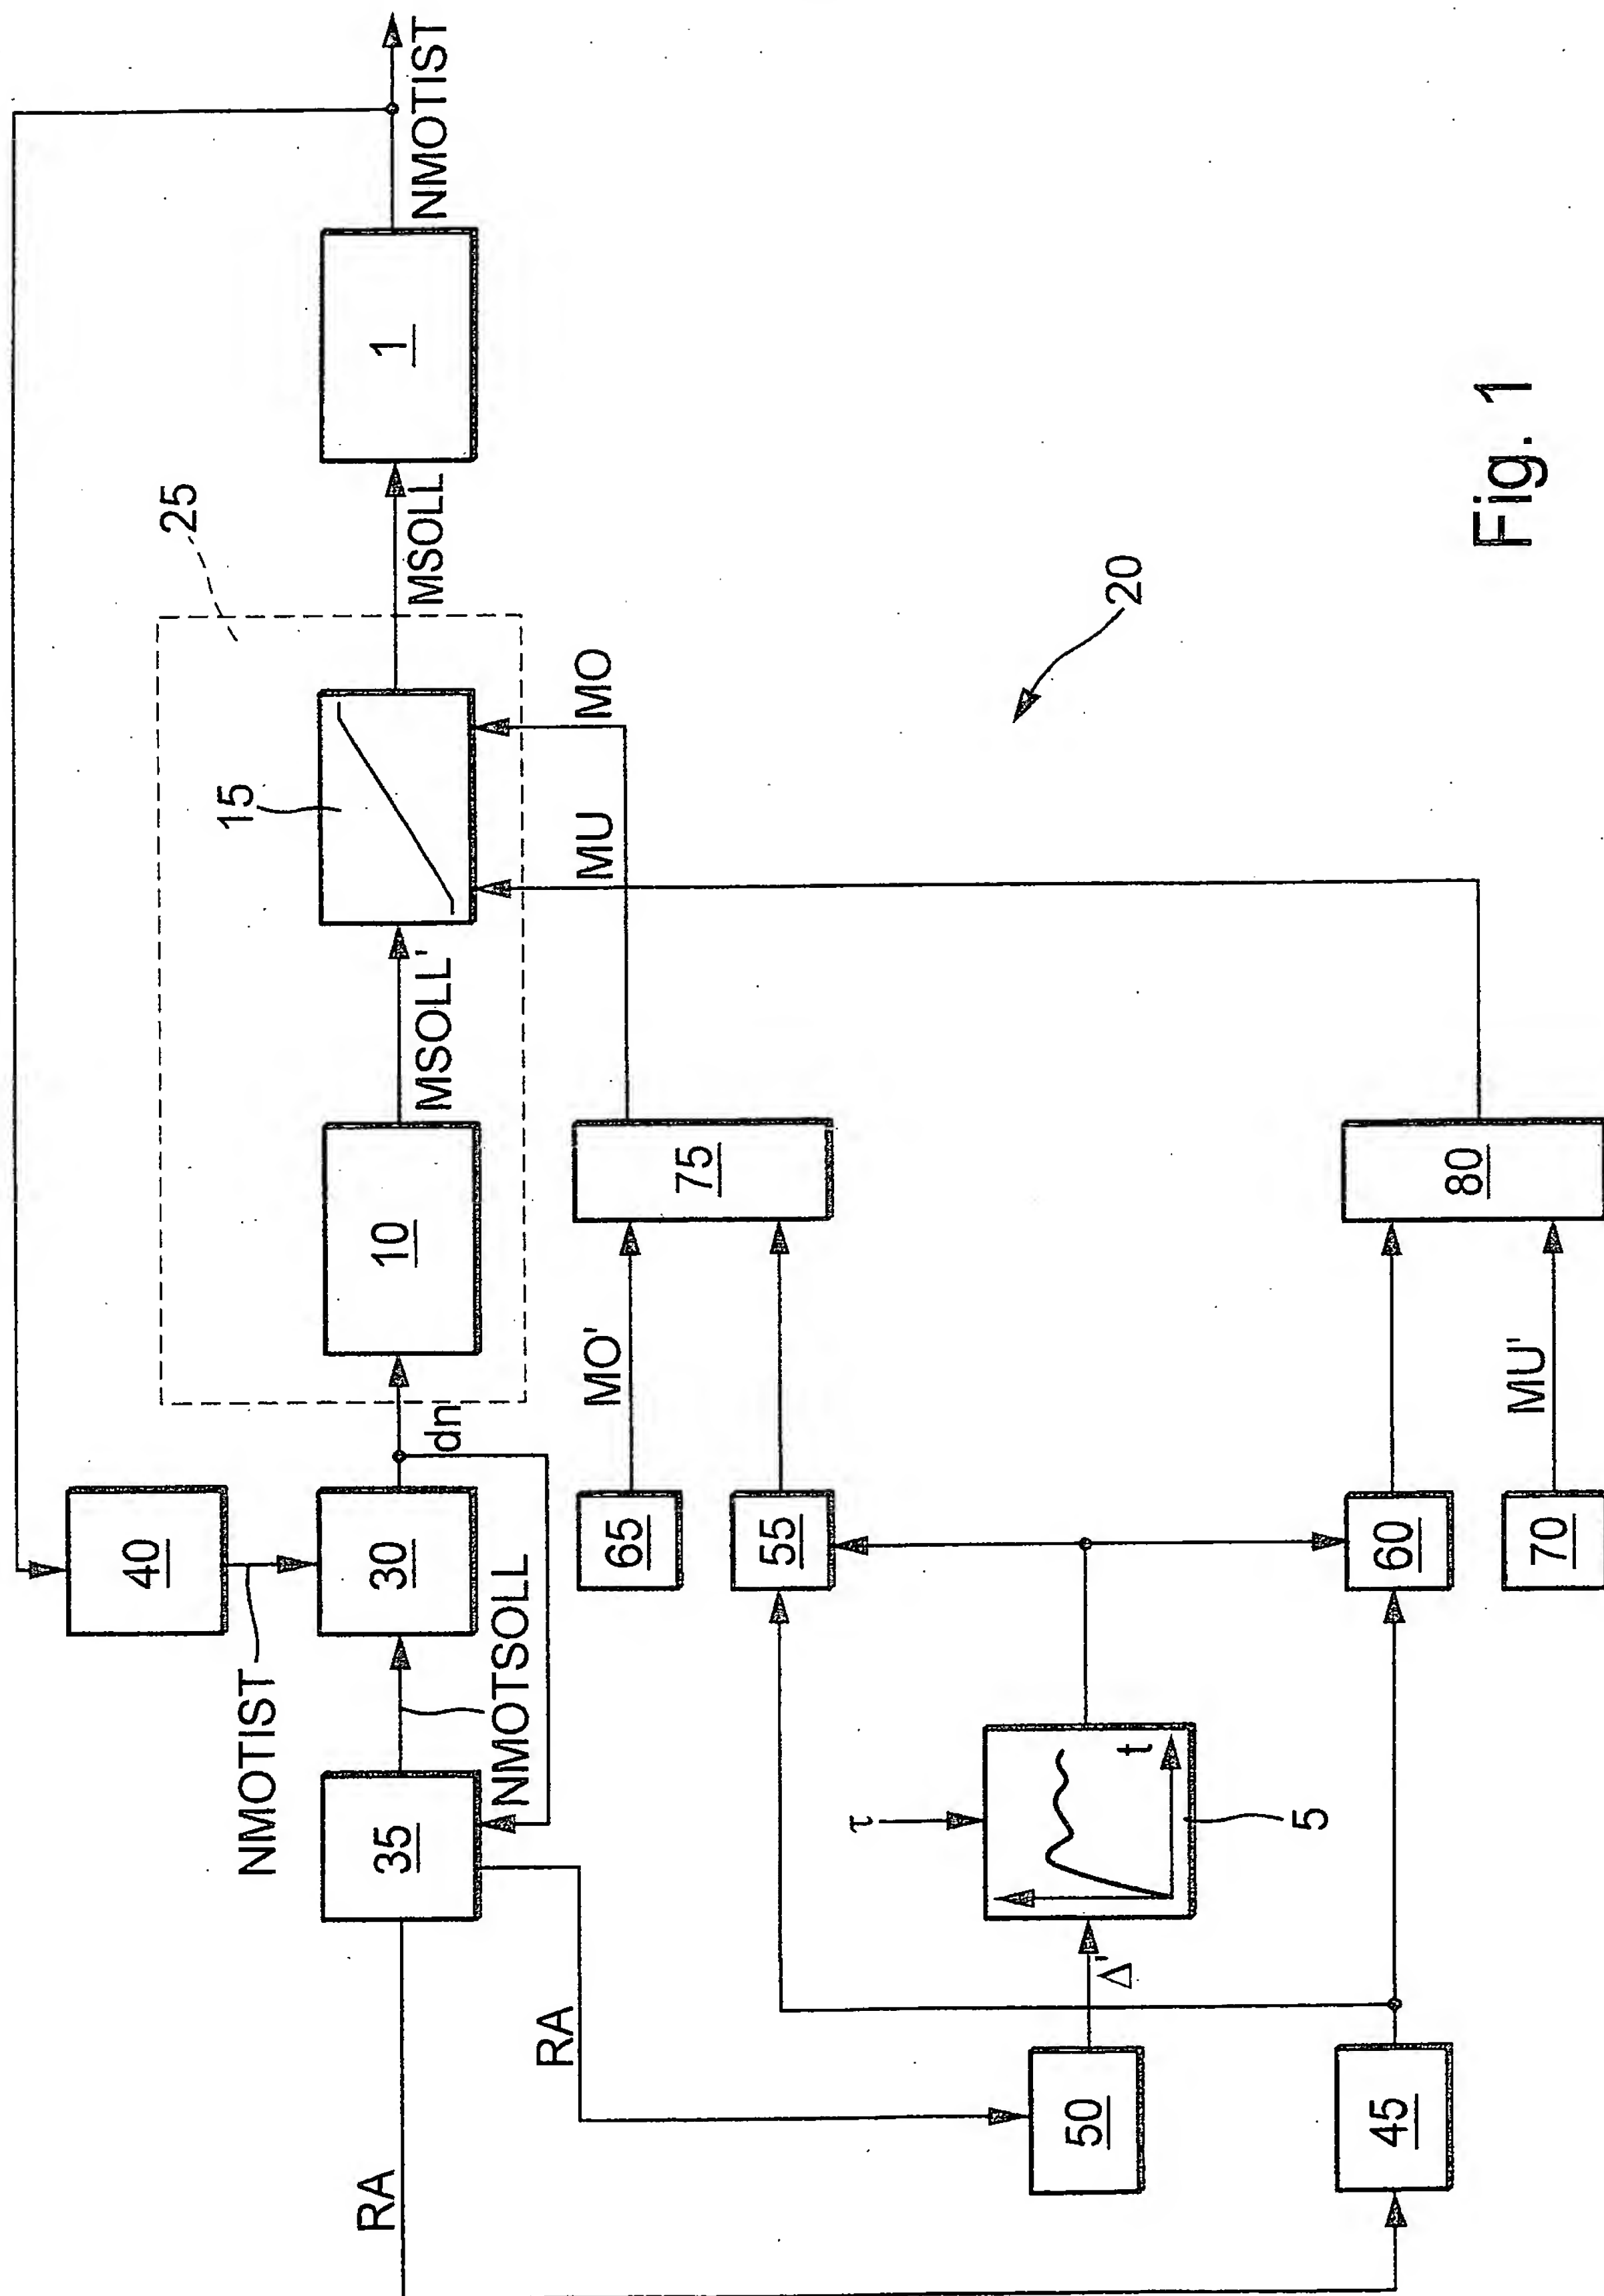 NMOTIST
40
25
RA
35
NMOTSOLL
30
dn
10
MSOLL'
15
MSOLL
1
NMOTIST
RA
65
MO'
75
MU
MO
55
τ
50
Δ'
t
5
20
45
60
80
70
MU'
Fig. 1